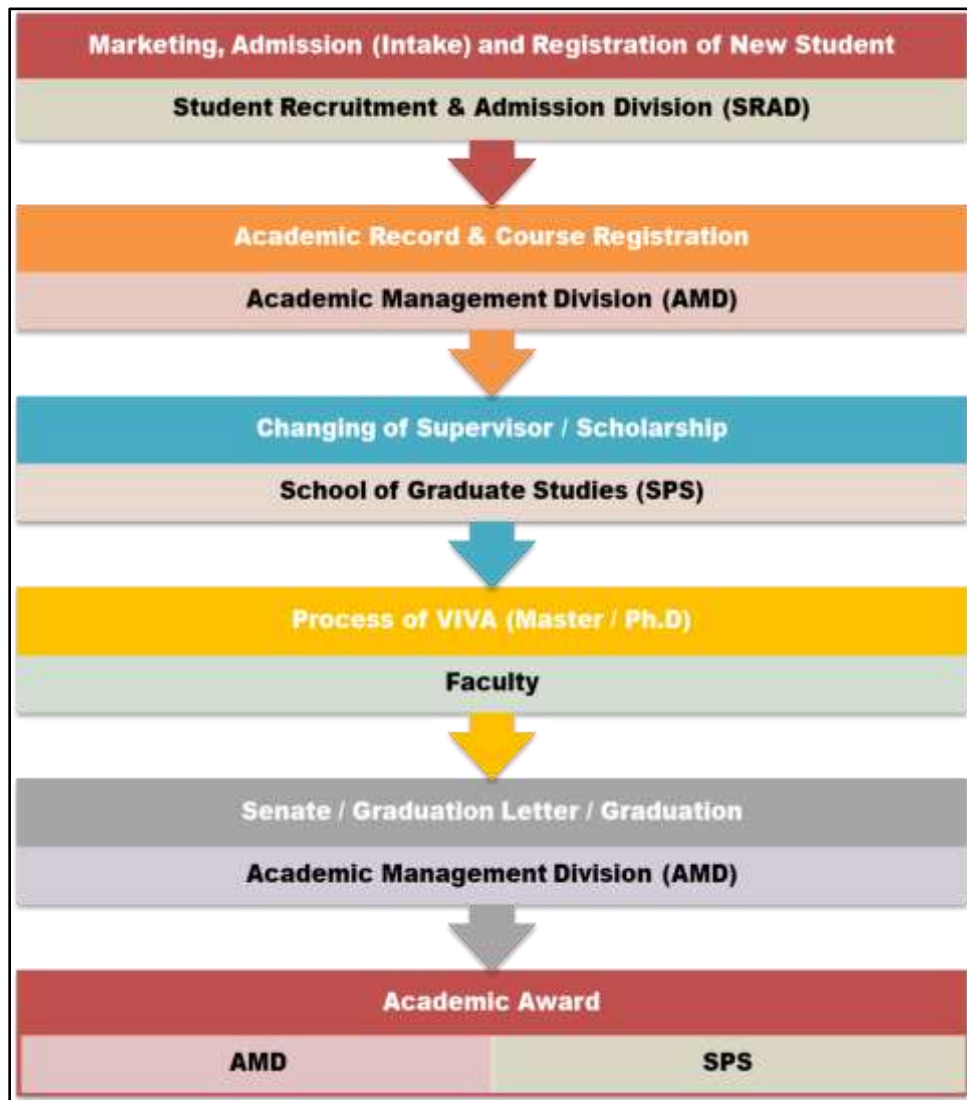 Marketing, Admission (Intake) and Registration of New Student
Student Recruitment & Admission Division (SRAD)
Academic Record & Course Registration
Academic Management Division (AMD)
Changing of Supervisor / Scholarship
School of Graduate Studies (SPS)
Process of VIVA (Master / Ph.D)
Faculty
Senate / Graduation Letter / Graduation
Academic Management Division (AMD)
Academic Award
AMD SPS